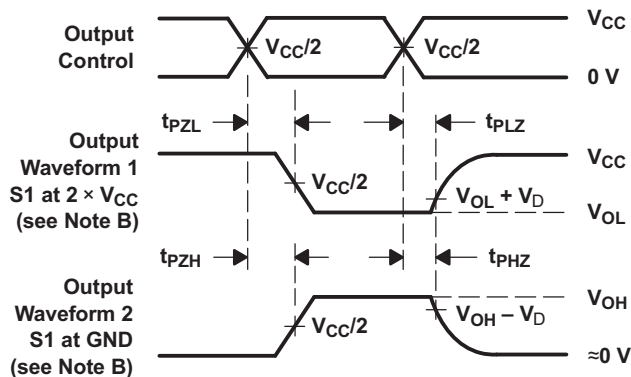 Output
Control
V_CC/2
V_CC/2
V_CC
0 V
t_PZL
t_PLZ
Output
Waveform 1
S1 at 2 × V_CC
(see Note B)
V_CC/2
V_OL + V_D
V_CC
V_OL
t_PZH
t_PHZ
Output
Waveform 2
S1 at GND
(see Note B)
V_CC/2
V_OH – V_D
V_OH
≈0 V